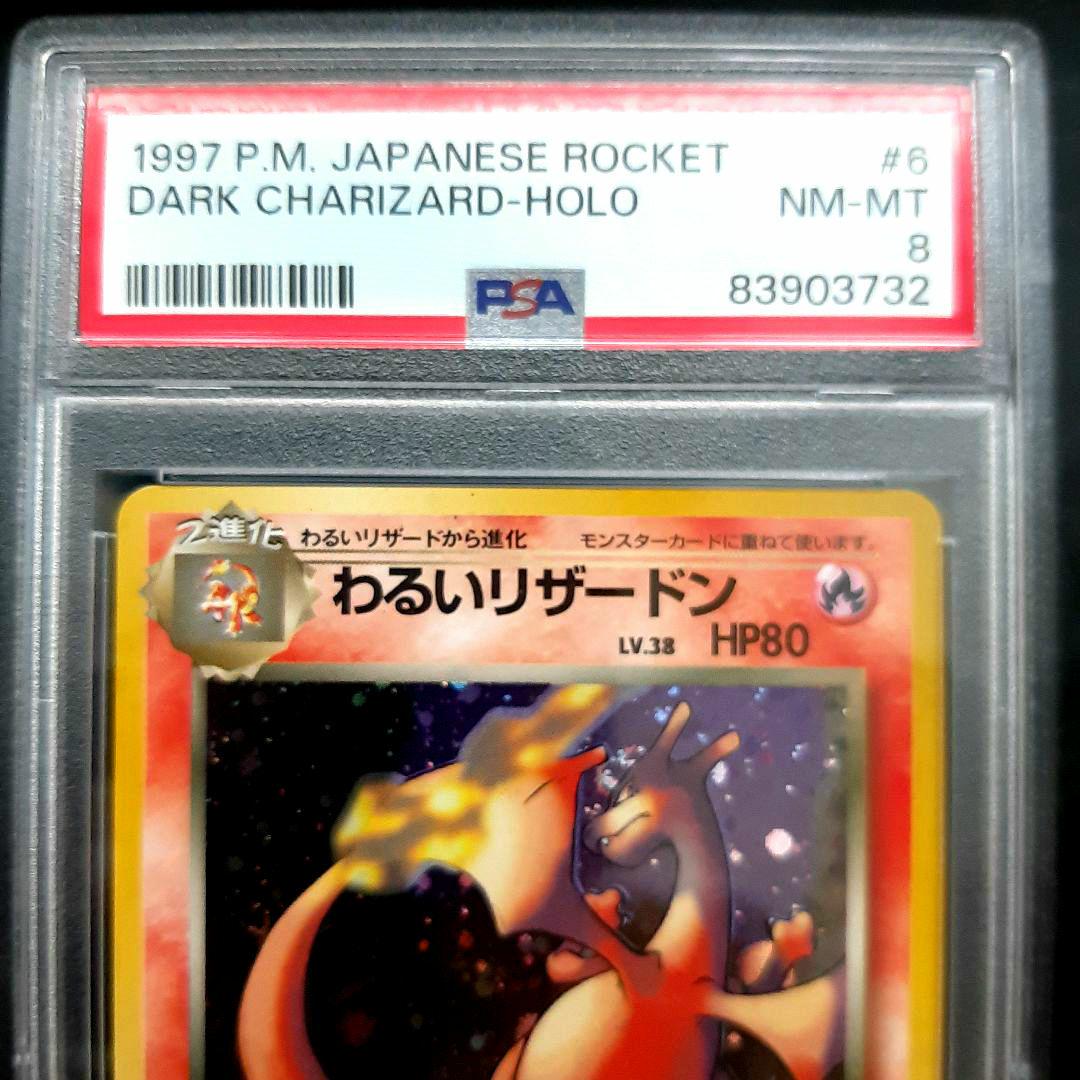 1997 P.M. JAPANESE ROCKET #6
DARK CHARIZARD-HOLO NM-MT
8
PSA 83903732
2進化 わるいリザードから進化 モンスターカードに重ねて使います。
わるいリザードン
LV.38 HP80